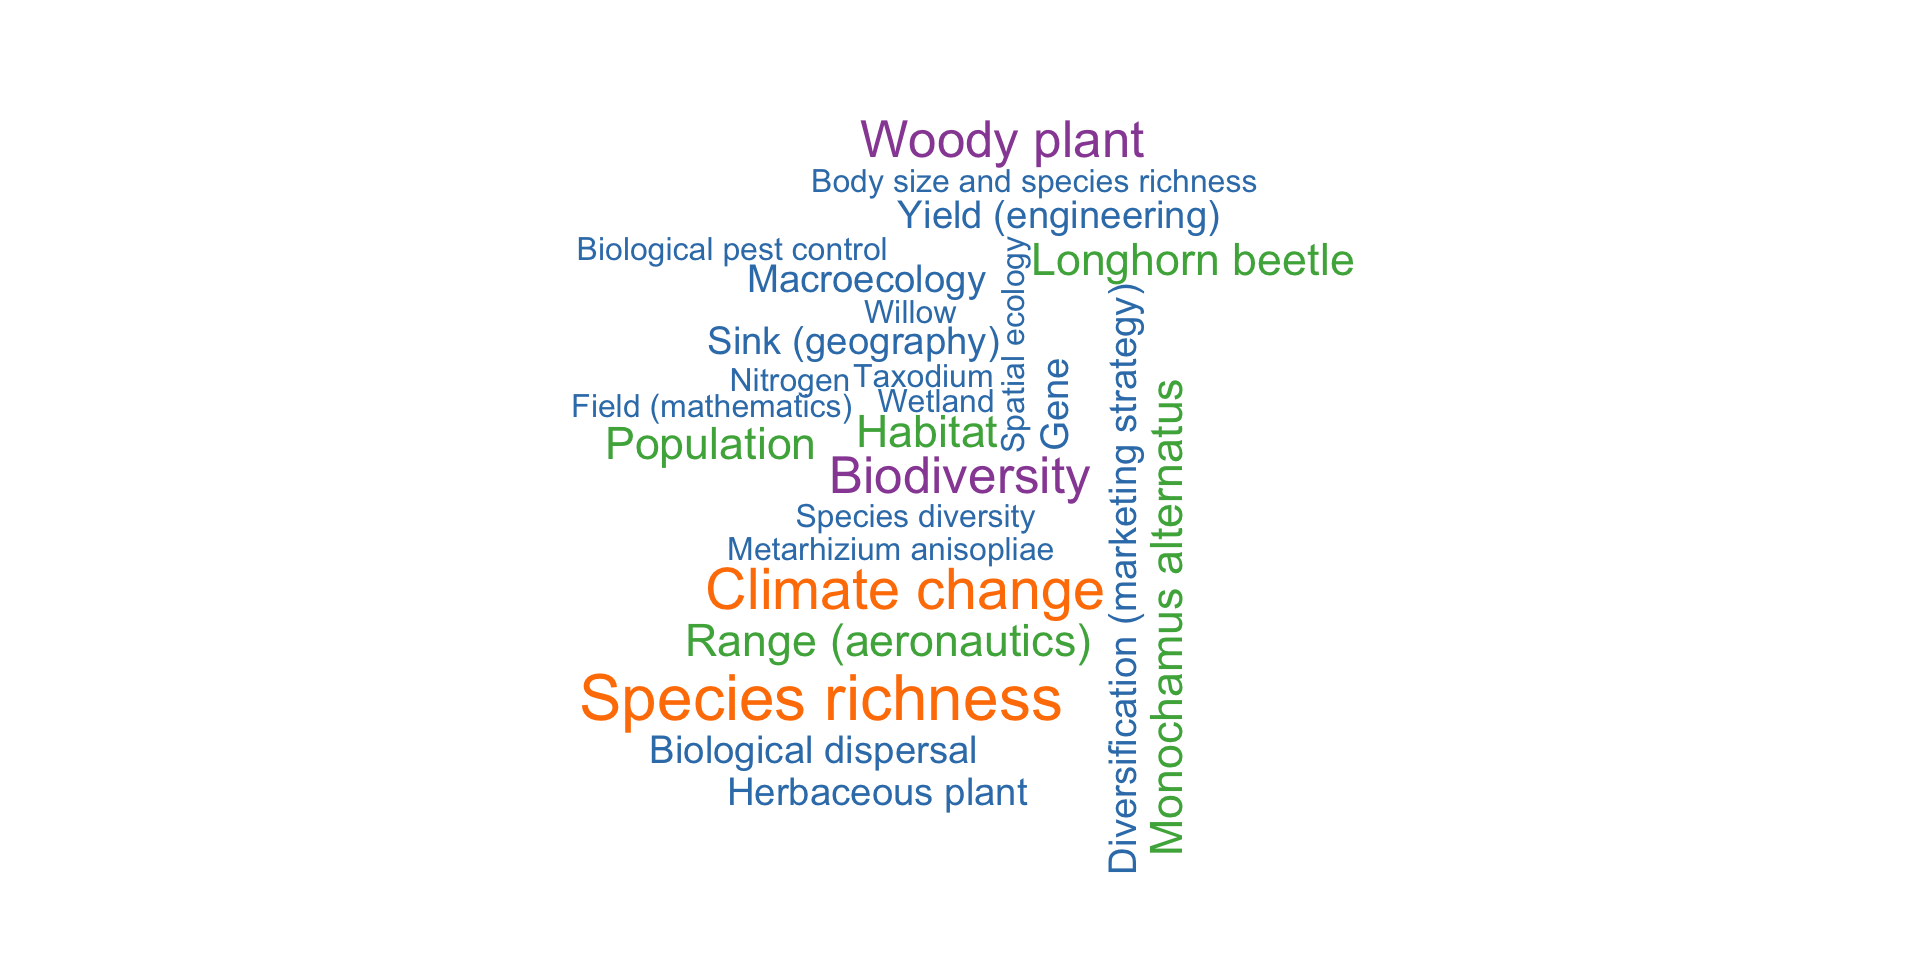 Woody plant
Body size and species richness
Yield (engineering)
Biological pest control
Longhorn beetle
Macroecology
Willow
Sink (geography)
Spatial ecology
Nitrogen
Taxodium
Gene
Field (mathematics)
Wetland
Population
Habitat
Biodiversity
Species diversity
Metarhizium anisopliae
Climate change
Range (aeronautics)
Species richness
Biological dispersal
Herbaceous plant
Diversification (marketing strategy)
Monochamus alternatus